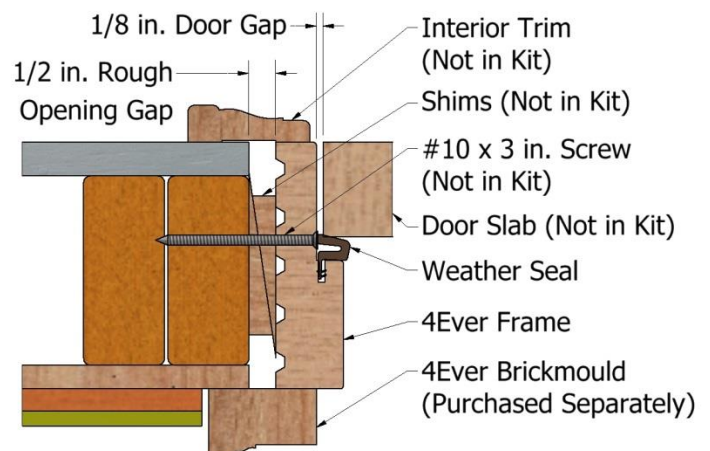 1/8 in. Door Gap
1/2 in. Rough
Opening Gap
Interior Trim
(Not in Kit)
Shims (Not in Kit)
#10 x 3 in. Screw
(Not in Kit)
Door Slab (Not in Kit)
Weather Seal
4Ever Frame
4Ever Brickmould
(Purchased Separately)